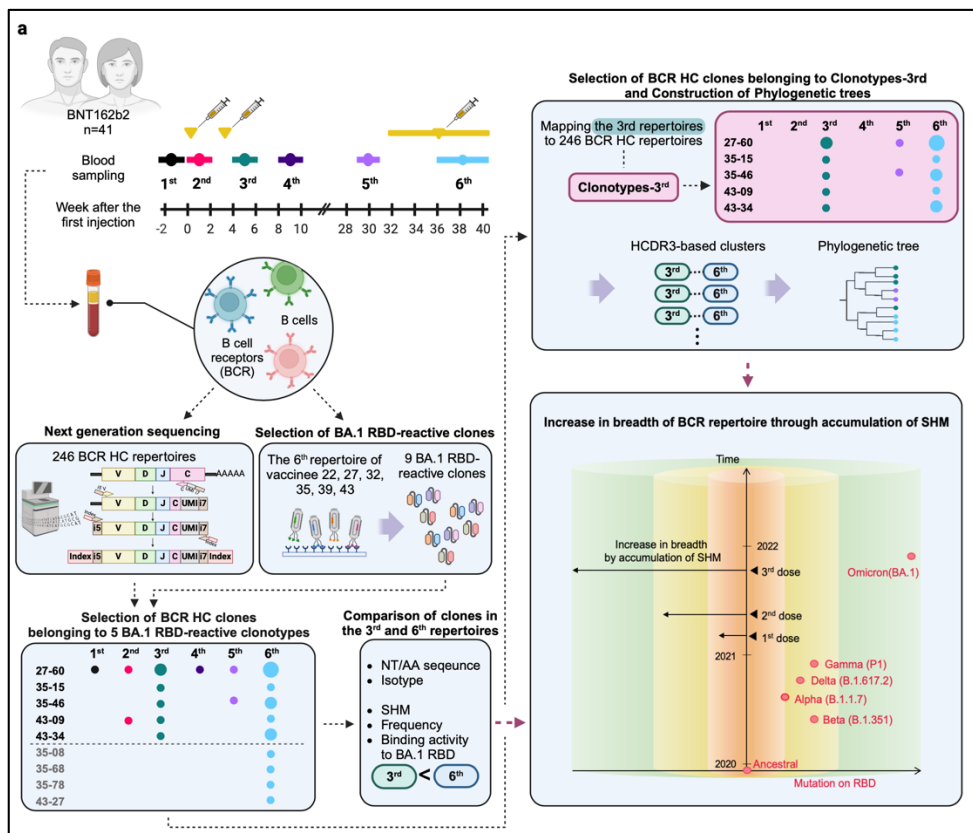 a
BNT162b2
n=41
Blood
sampling
1st
2nd
3rd
4th
5th
6th
Week after the
first injection
-2
0
2
4
6
8
10
28
30
32
34
36
38
40
B cells
B cell
receptors
(BCR)
Next generation sequencing
246 BCR HC repertoires
V
D
J
C
AAAAA
V
D
J
C
UMI
i7
i5
V
D
J
C
UMI
i7
Index
i5
V
D
J
C
UMI
i7
Index
Selection of BA.1 RBD-reactive clones
The 6th repertoire of
vaccinee 22, 27, 32,
35, 39, 43
9 BA.1 RBD-
reactive clones
Selection of BCR HC clones
belonging to 5 BA.1 RBD-reactive clonotypes
1st
2nd
3rd
4th
5th
6th
27-60
35-15
35-46
43-09
43-34
35-08
35-68
35-78
43-27
Comparison of clones in
the 3rd and 6th repertoires
• NT/AA seqeunce
• Isotype
• SHM
• Frequency
• Binding activity
to BA.1 RBD
3rd < 6th
Selection of BCR HC clones belonging to Clonotypes-3rd
and Construction of Phylogenetic trees
Mapping the 3rd repertoires
to 246 BCR HC repertoires
Clonotypes-3rd
1st
2nd
3rd
4th
5th
6th
27-60
35-15
35-46
43-09
43-34
HCDR3-based clusters
3rd
6th
3rd
6th
3rd
6th
Phylogenetic tree
Increase in breadth of BCR repertoire through accumulation of SHM
Time
2022
Increase in breadth
by accumulation of SHM
Omicron(BA.1)
3rd dose
2nd dose
1st dose
2021
Gamma (P1)
Delta (B.1.617.2)
Alpha (B.1.1.7)
Beta (B.1.351)
2020
Ancestral
Mutation on RBD